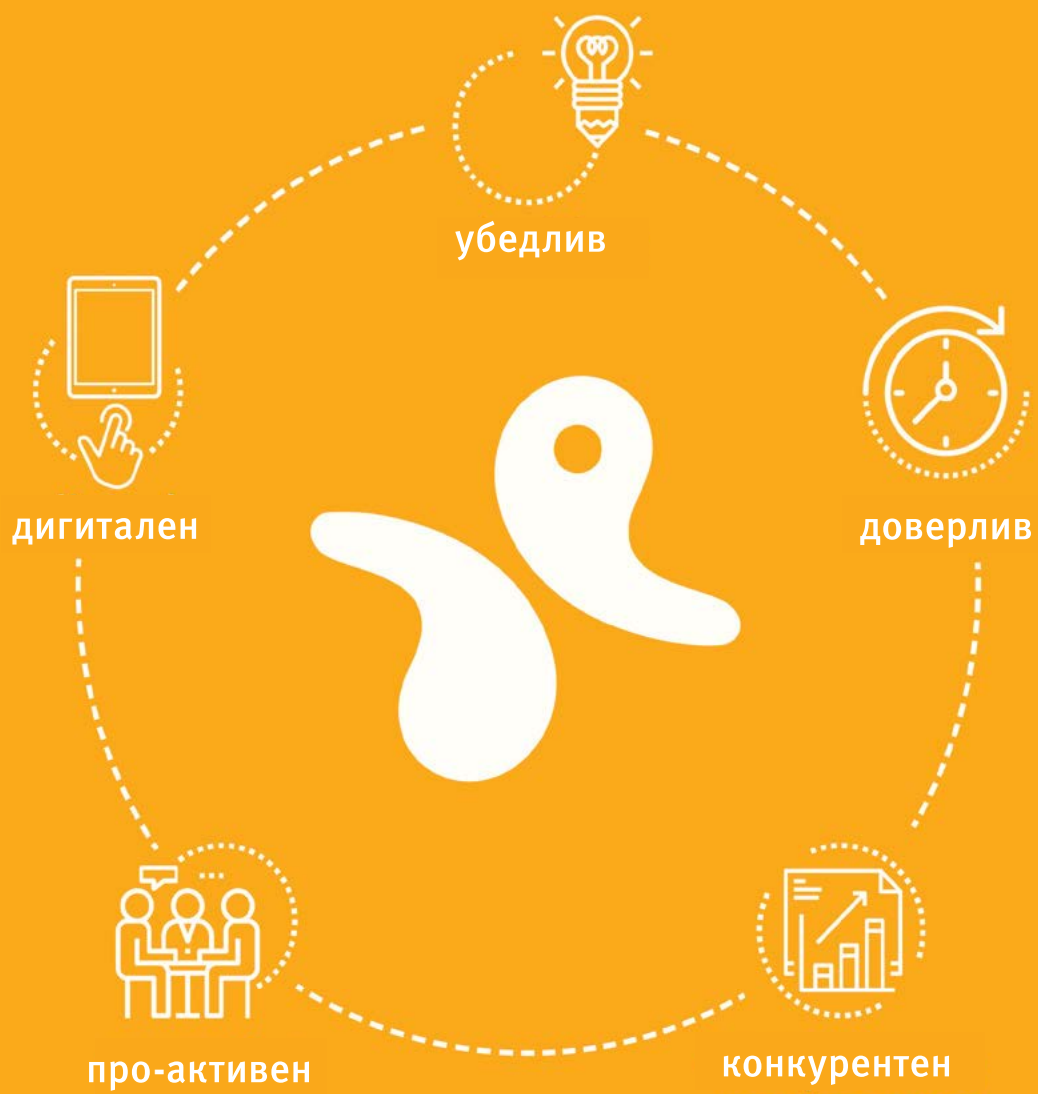 убедлив
дигитален
доверлив
про-активен
конкурентен